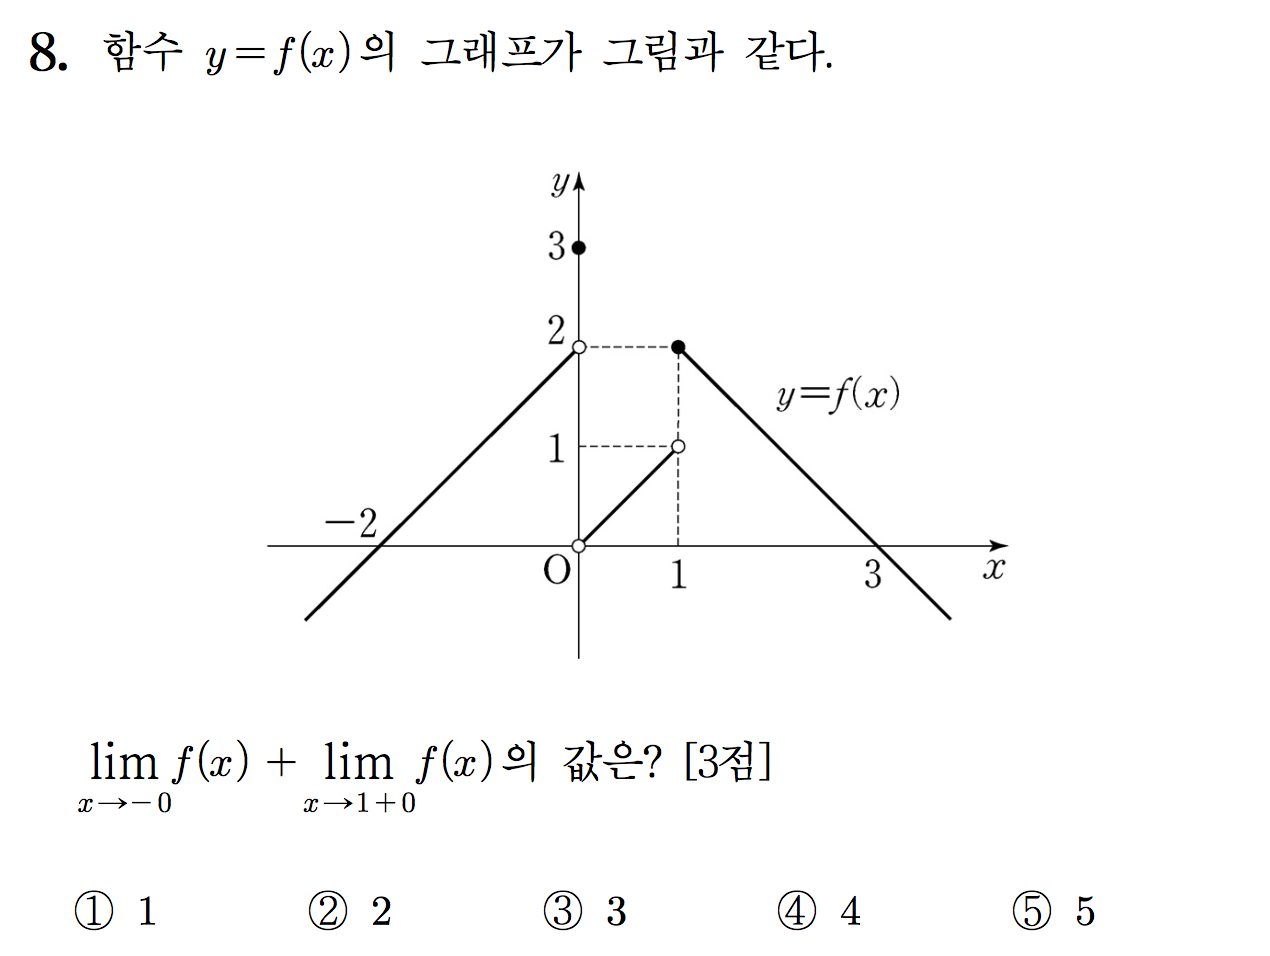 8. 함수 y=f(x)의 그래프가 그림과 같다.
y
3
2
y=f(x)
1
-2
O
1
3
x
lim f(x) + lim f(x)의 값은? [3점]
x→-0 x→1+0
① 1 ② 2 ③ 3 ④ 4 ⑤ 5